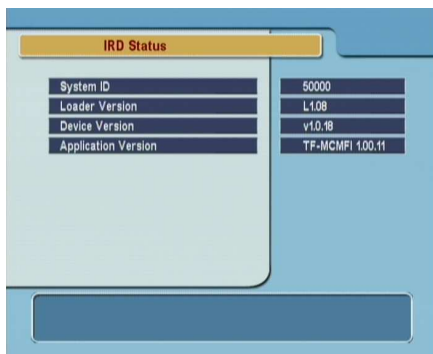 IRD Status
System ID 50000
Loader Version L1.08
Device Version v1.0.18
Application Version TF-MCMFI 1.00.11